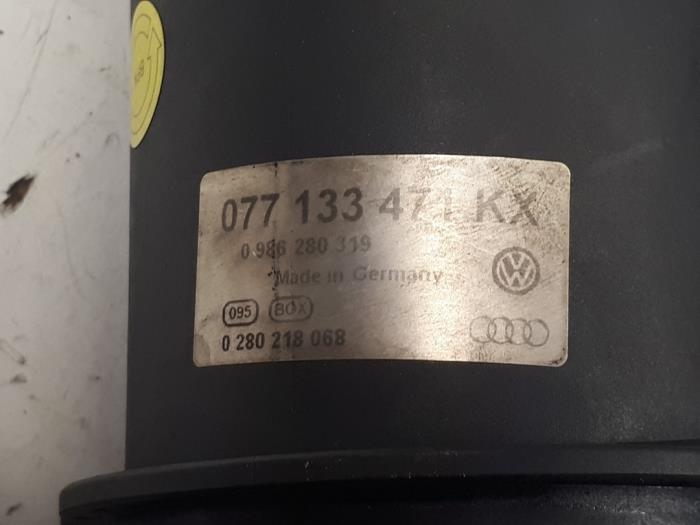 077 133 471 KX
0 986 280 319
Made in Germany
095 BOX
0 280 218 068